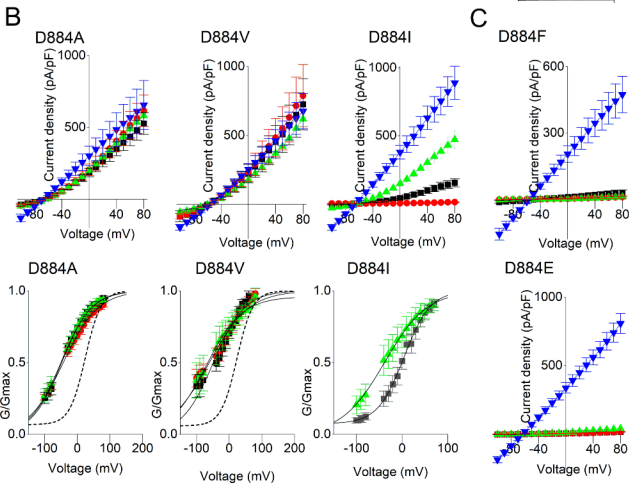 B
C
D884A
D884V
D884I
D884F
Current density (pA/pF)
1000
500
-40
40
80
Voltage (mV)
Current density (pA/pF)
1000
500
-40
40
80
Voltage (mV)
Current density (pA/pF)
1000
500
-40
40
80
Voltage (mV)
Current density (pA/pF)
600
300
-40
40
80
Voltage (mV)
D884A
D884V
D884I
D884E
G/Gmax
1.0
0.5
0.0
-100
0
100
200
Voltage (mV)
G/Gmax
1.0
0.5
0.0
-100
0
100
200
Voltage (mV)
G/Gmax
1.0
0.5
0.0
-100
0
100
Voltage (mV)
Current density (pA/pF)
800
400
-40
40
80
Voltage (mV)